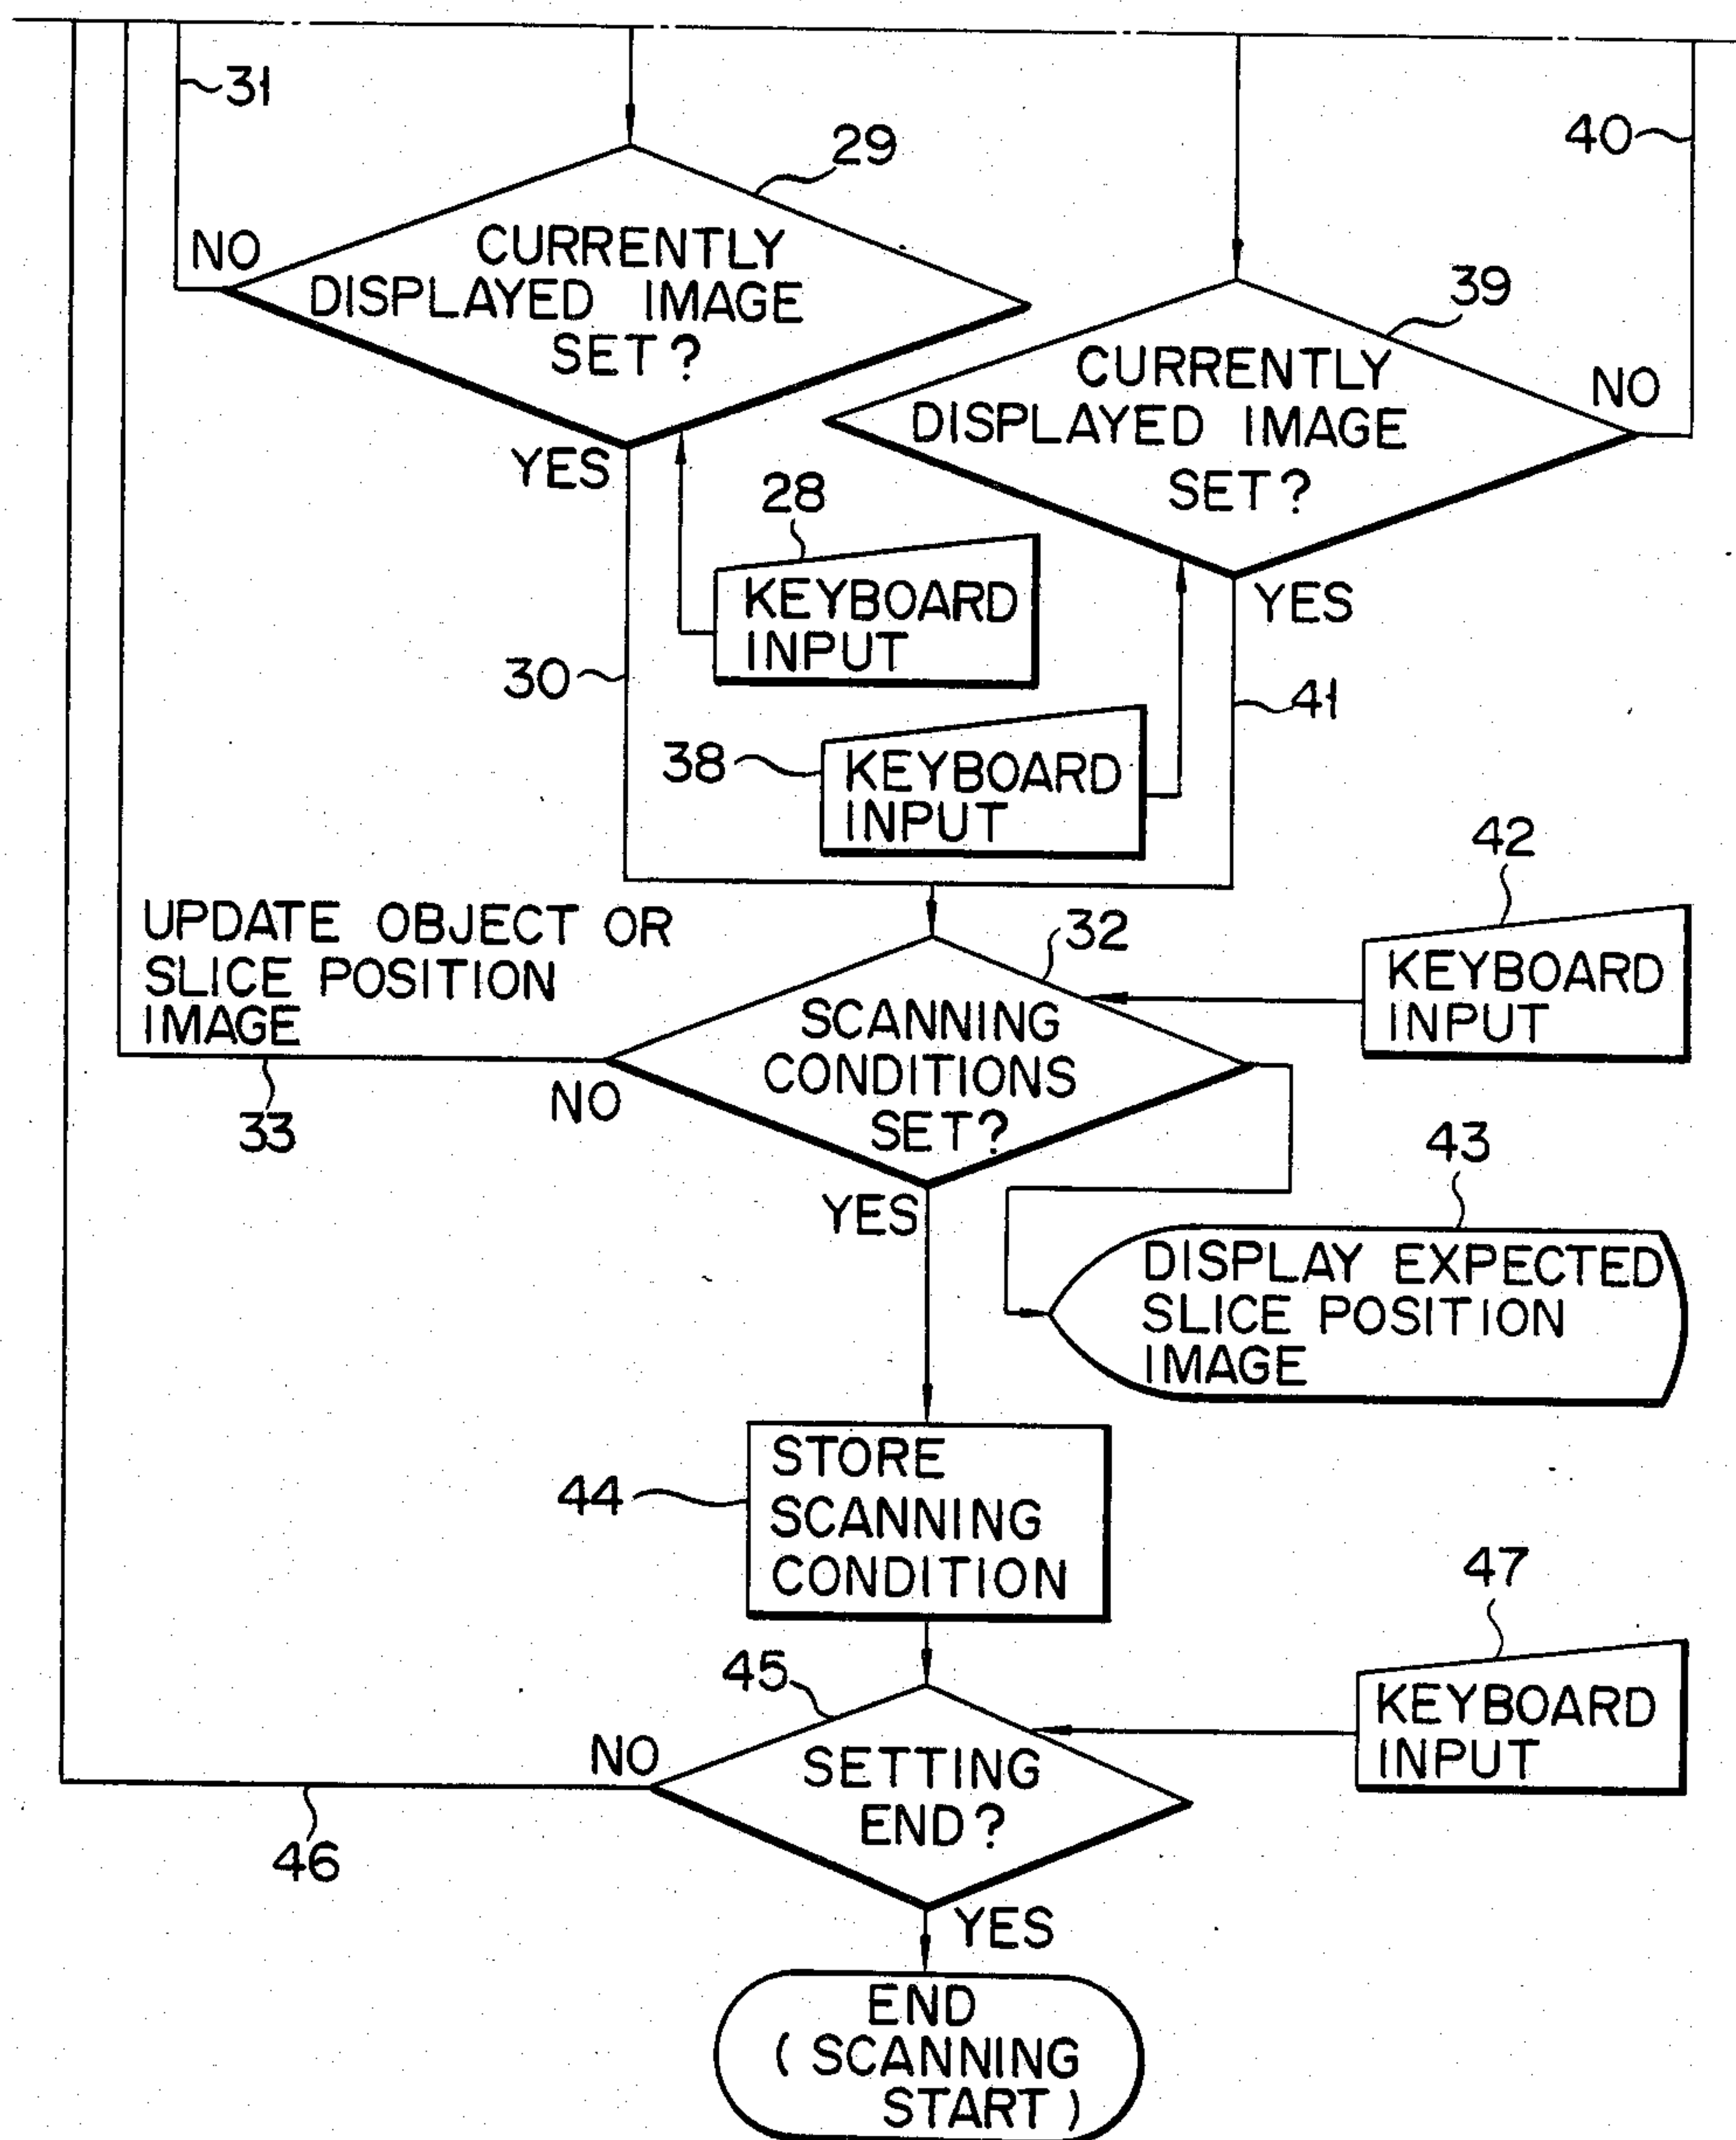 31
40
29
NO
CURRENTLY
DISPLAYED IMAGE
SET?
39
CURRENTLY
DISPLAYED IMAGE
SET?
NO
YES
28
KEYBOARD
INPUT
YES
30
41
38
KEYBOARD
INPUT
42
KEYBOARD
INPUT
UPDATE OBJECT OR
SLICE POSITION
IMAGE
32
SCANNING
CONDITIONS
SET?
NO
33
YES
43
DISPLAY EXPECTED
SLICE POSITION
IMAGE
44
STORE
SCANNING
CONDITION
47
KEYBOARD
INPUT
45
NO
SETTING
END?
46
YES
END
( SCANNING
START )